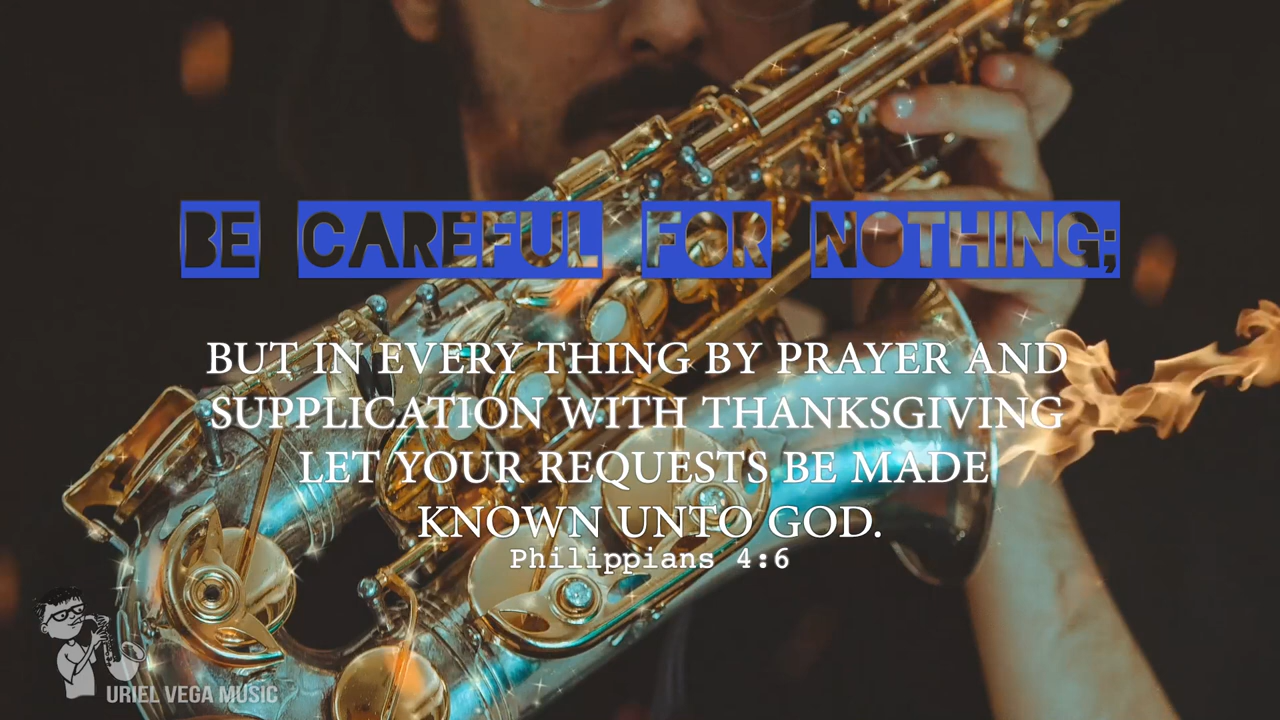 BE CAREFUL FOR NOTHING;
BUT IN EVERY THING BY PRAYER AND
SUPPLICATION WITH THANKSGIVING
LET YOUR REQUESTS BE MADE
KNOWN UNTO GOD.
Philippians 4:6
URIEL VEGA MUSIC